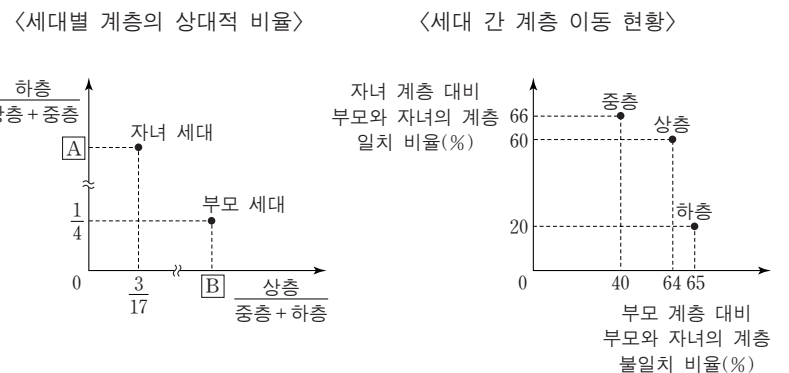 〈세대별 계층의 상대적 비율〉
하층
상층+중층
A
자녀 세대
1
4
부모 세대
0
3
17
B
상층
중층+하층
〈세대 간 계층 이동 현황〉
자녀 계층 대비
부모와 자녀의 계층
일치 비율(%)
66
60
20
중층
상층
하층
0
40
64 65
부모 계층 대비
부모와 자녀의 계층
불일치 비율(%)